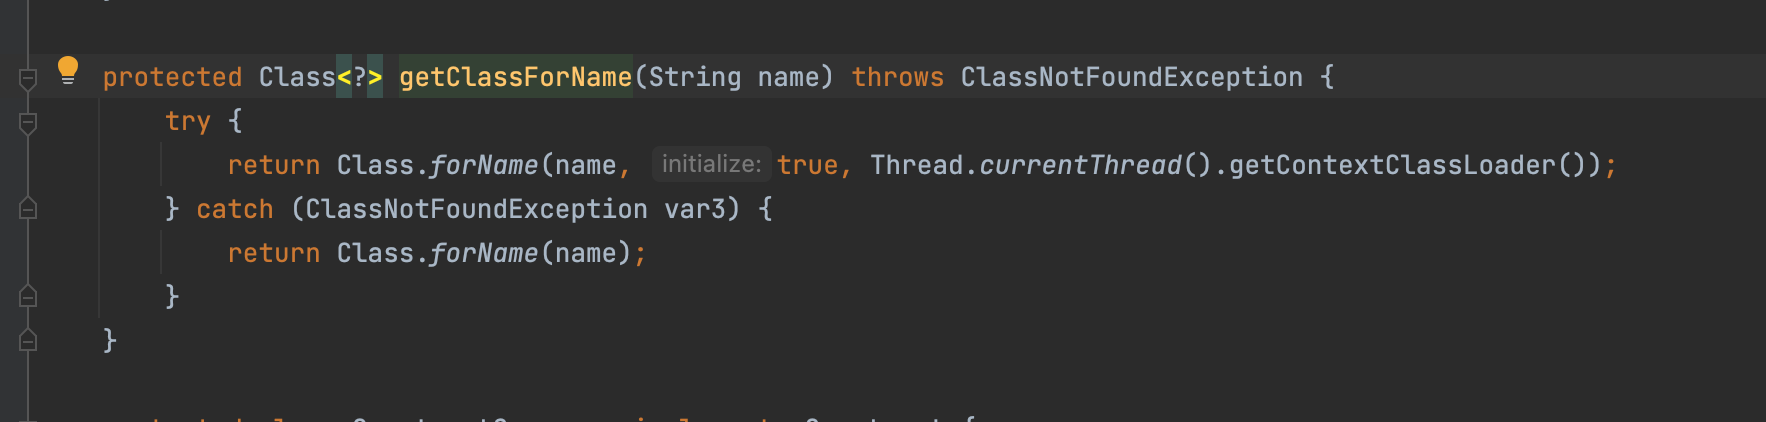 protected Class<?> getClassForName(String name) throws ClassNotFoundException {
try {
return Class.forName(name, initialize: true, Thread.currentThread().getContextClassLoader());
} catch (ClassNotFoundException var3) {
return Class.forName(name);
}
}